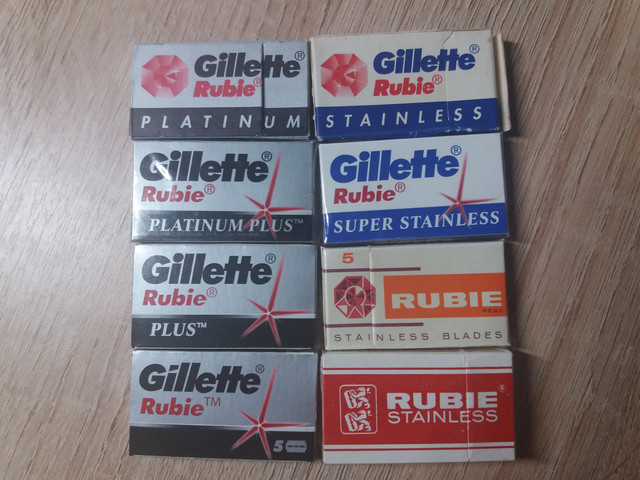 Gillette®
Rubie®
PLATINUM
Gillette®
Rubie®
STAINLESS
Gillette®
Rubie®
PLATINUM PLUS™
Gillette®
Rubie®
SUPER STAINLESS
Gillette®
Rubie®
PLUS™
5
RUBIE
REGD.
STAINLESS BLADES
Gillette®
Rubie™
5
RUBIE®
STAINLESS